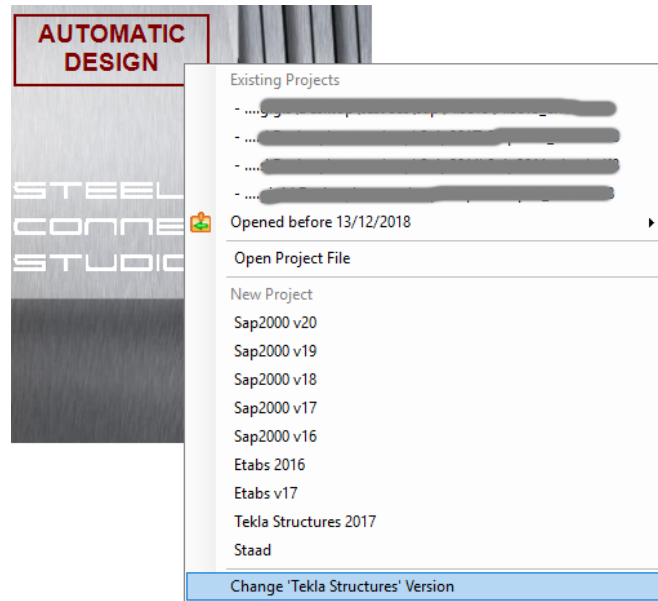 AUTOMATIC
DESIGN
STEEL
CONNE
STUDIO
Existing Projects
- ....
- ....
- ....
- ....
Opened before 13/12/2018
Open Project File
New Project
Sap2000 v20
Sap2000 v19
Sap2000 v18
Sap2000 v17
Sap2000 v16
Etabs 2016
Etabs v17
Tekla Structures 2017
Staad
Change 'Tekla Structures' Version